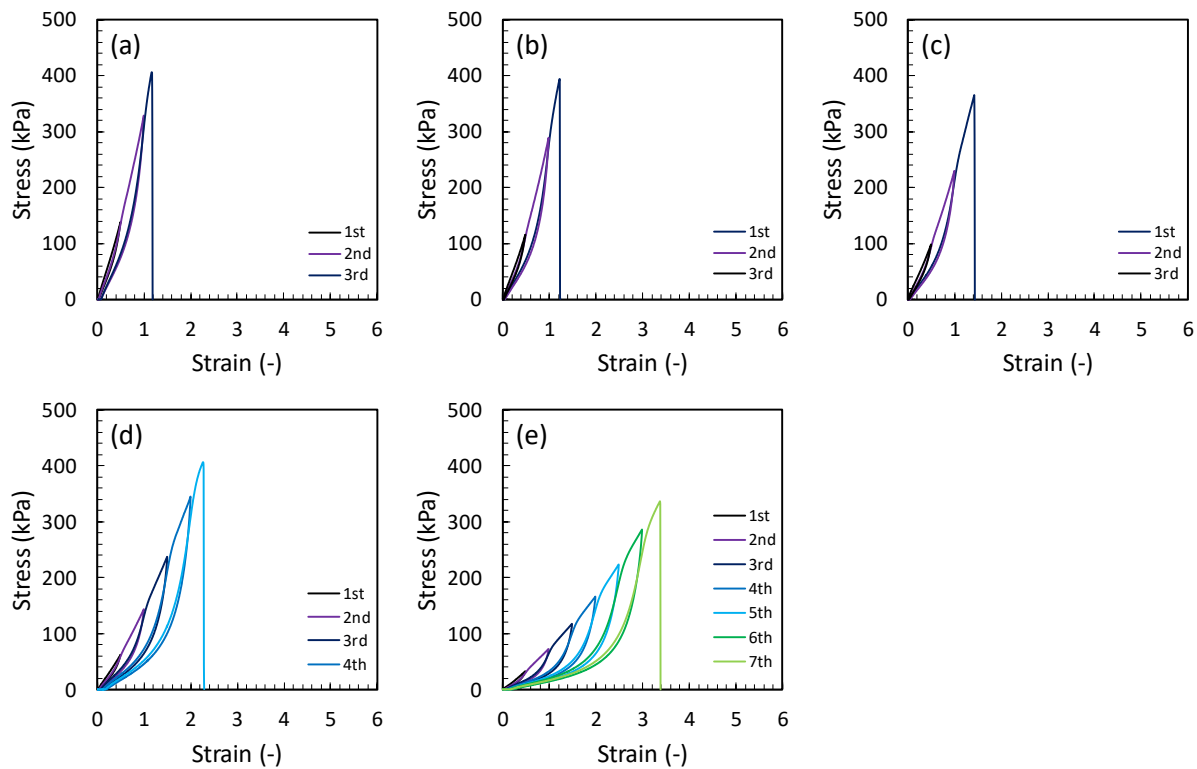 (a)
500
400
300
200
100
0
Stress (kPa)
1st
2nd
3rd
0 1 2 3 4 5 6
Strain (-)
(b)
500
400
300
200
100
0
Stress (kPa)
1st
2nd
3rd
0 1 2 3 4 5 6
Strain (-)
(c)
500
400
300
200
100
0
Stress (kPa)
1st
2nd
3rd
0 1 2 3 4 5 6
Strain (-)
(d)
500
400
300
200
100
0
Stress (kPa)
1st
2nd
3rd
4th
0 1 2 3 4 5 6
Strain (-)
(e)
500
400
300
200
100
0
Stress (kPa)
1st
2nd
3rd
4th
5th
6th
7th
0 1 2 3 4 5 6
Strain (-)